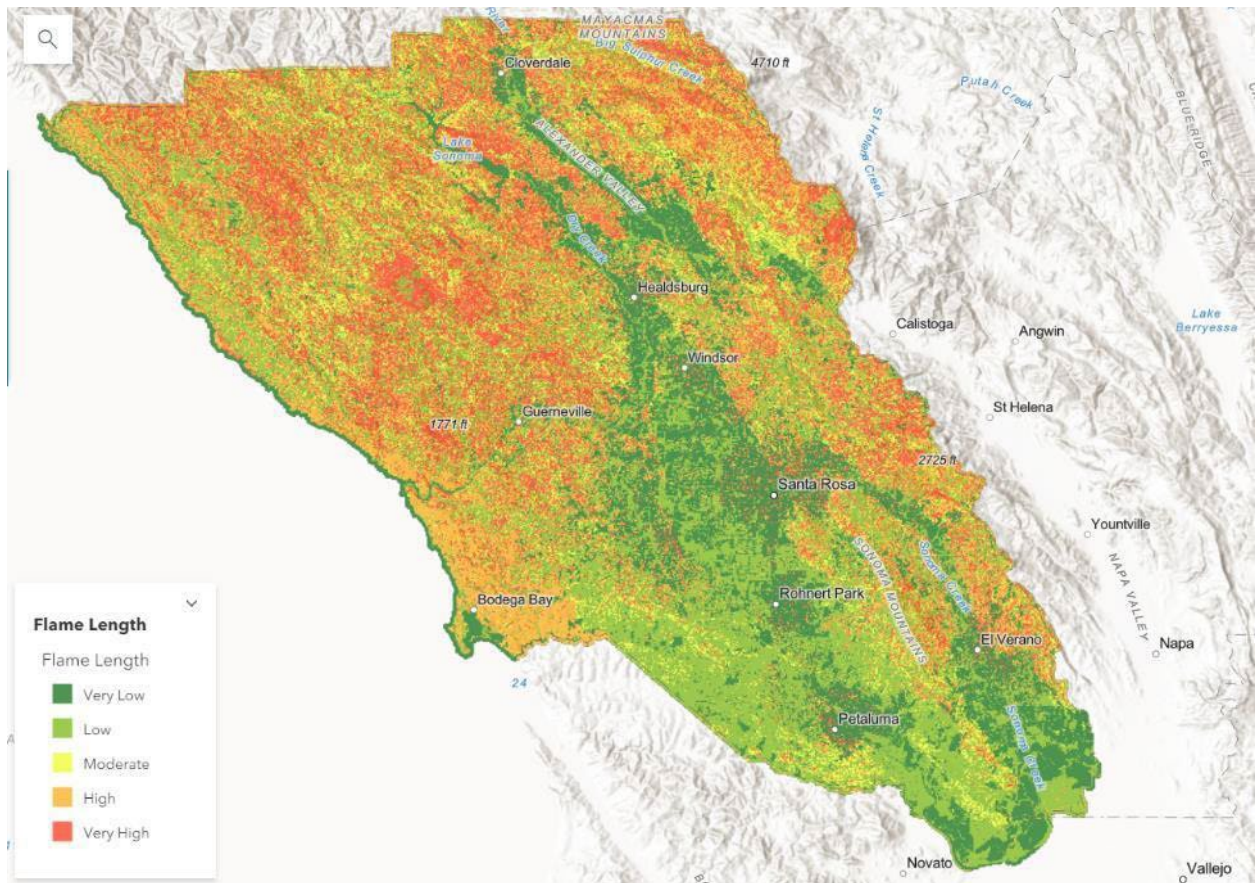 River
MAYACMAS
MOUNTAINS
Big Sulphur Creek
4710 ft
Cloverdale
Putah Creek
BLUE RIDGE
St Helena Creek
ALEXANDER VALLEY
Lake
Sonoma
Dry Creek
Healdsburg
Calistoga
Angwin
Lake
Berryessa
Windsor
St Helena
Guerneville
1771 ft
2725 ft
Santa Rosa
Yountville
SONOMA MOUNTAINS
Sonoma Creek
NAPA VALLEY
Rohnert Park
Bodega Bay
El Verano
Napa
24
Petaluma
Sonoma Creek
Novato
Vallejo
Flame Length
Flame Length
Very Low
Low
Moderate
High
Very High